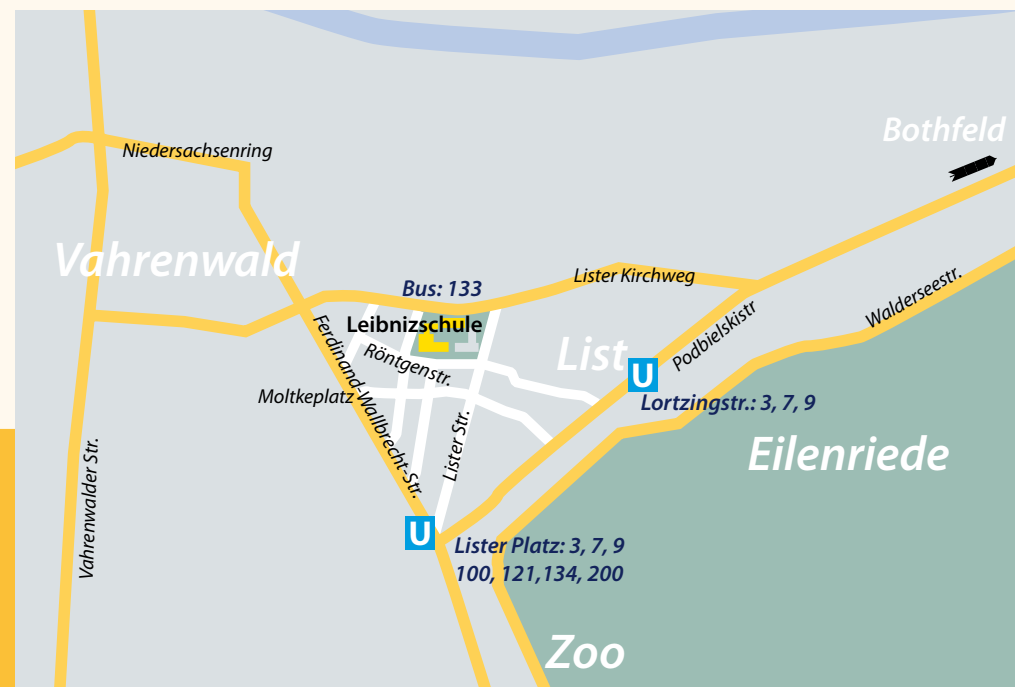 Bothfeld
Niedersachsenring
Vahrenwald
Lister Kirchweg
Bus: 133
Walderseestr.
Leibnizschule
Ferdinand-Wallbrecht-Str.
Podbielskistr
Röntgenstr.
List
U
Moltkeplatz
Lortzingstr.: 3, 7, 9
Lister Str.
Eilenriede
Vahrenwalder Str.
U
Lister Platz: 3, 7, 9
100, 121,134, 200
Zoo